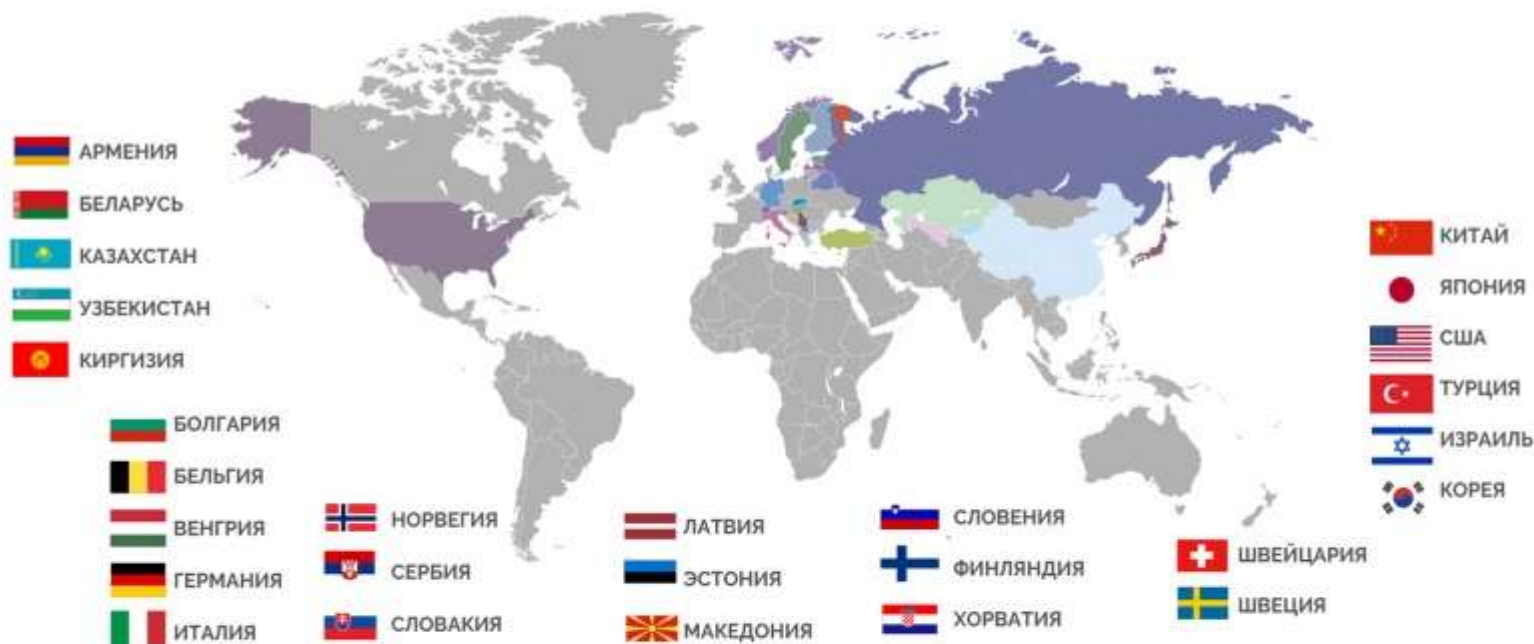 АРМЕНИЯ
БЕЛАРУСЬ
КАЗАХСТАН
УЗБЕКИСТАН
КИРГИЗИЯ
БОЛГАРИЯ
БЕЛЬГИЯ
ВЕНГРИЯ
ГЕРМАНИЯ
ИТАЛИЯ
НОРВЕГИЯ
СЕРБИЯ
СЛОВАКИЯ
ЛАТВИЯ
ЭСТОНИЯ
МАКЕДОНИЯ
СЛОВЕНИЯ
ФИНЛЯНДИЯ
ХОРВАТИЯ
ШВЕЙЦАРИЯ
ШВЕЦИЯ
КИТАЙ
ЯПОНИЯ
США
ТУРЦИЯ
ИЗРАИЛЬ
КОРЕЯ